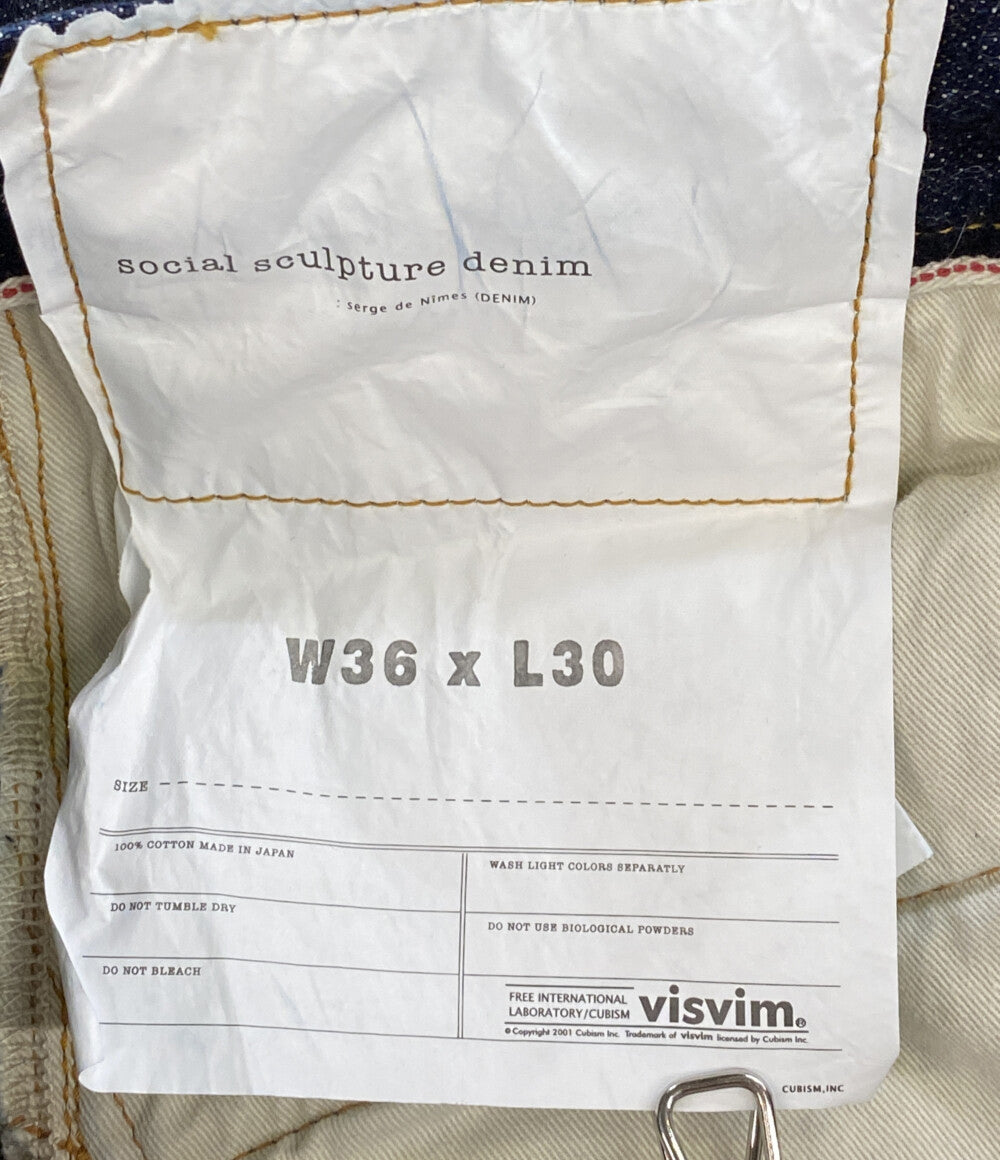 social sculpture denim
: Serge de Nîmes (DENIM)
W36 x L30
SIZE
100% COTTON MADE IN JAPAN
WASH LIGHT COLORS SEPARATLY
DO NOT TUMBLE DRY
DO NOT USE BIOLOGICAL POWDERS
DO NOT BLEACH
FREE INTERNATIONAL
LABORATORY/CUBISM
visvim®
© Copyright 2001 Cubism Inc. Trademark of visvim licensed by Cubism Inc.
CUBISM,INC